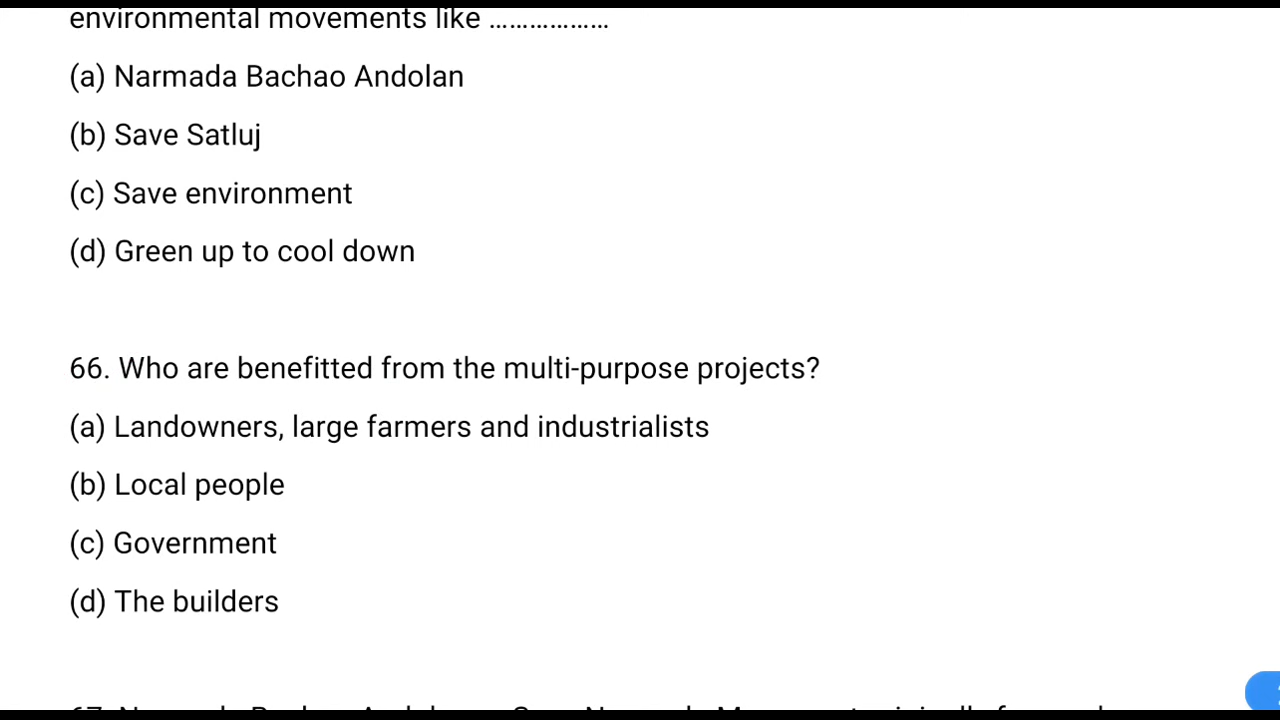 environmental movements like ..................
(a) Narmada Bachao Andolan
(b) Save Satluj
(c) Save environment
(d) Green up to cool down
66. Who are benefitted from the multi-purpose projects?
(a) Landowners, large farmers and industrialists
(b) Local people
(c) Government
(d) The builders